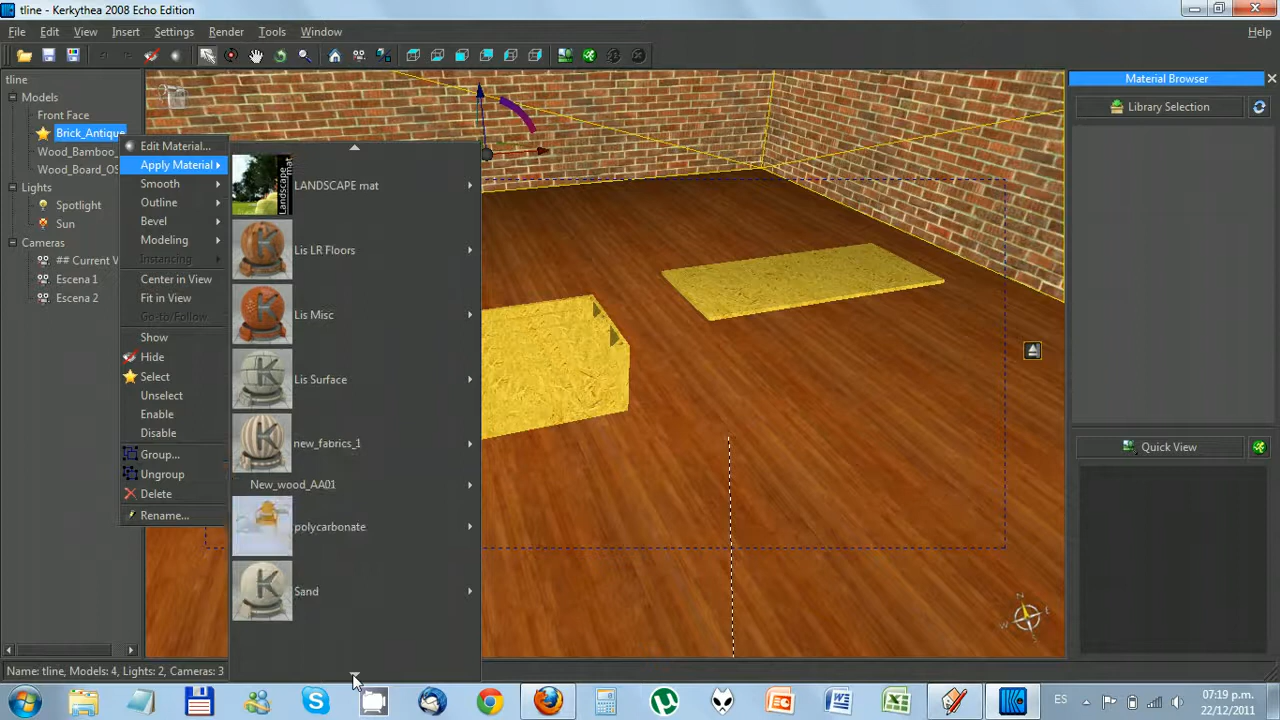 tline - Kerkythea 2008 Echo Edition
File Edit View Insert Settings Render Tools Window Help
tline
Models
Front Face
Brick_Antique
Wood_Bamboo_
Wood_Board_OS
Lights
Spotlight
Sun
Cameras
## Current V
Escena 1
Escena 2
Edit Material...
Apply Material
Smooth
Outline
Bevel
Modeling
Instancing
Center in View
Fit in View
Go-to/Follow
Show
Hide
Select
Unselect
Enable
Disable
Group...
Ungroup
Delete
Rename...
Landscape mat
LANDSCAPE mat
Lis LR Floors
Lis Misc
Lis Surface
new_fabrics_1
New_wood_AA01
polycarbonate
Sand
Material Browser
Library Selection
Quick View
N
W
E
S
Name: tline, Models: 4, Lights: 2, Cameras: 3
ES
07:19 p.m.
22/12/2011